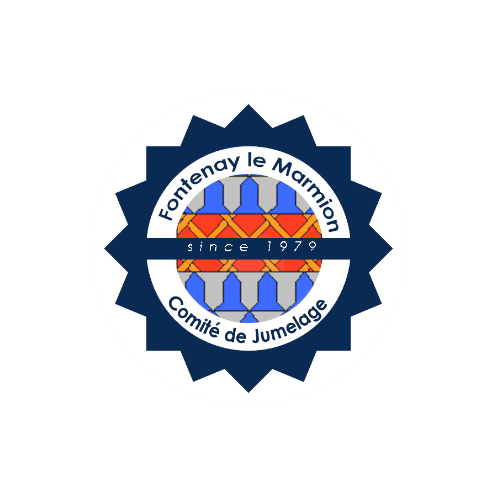 Fontenay le Marmion
since 1979
Comité de Jumelage